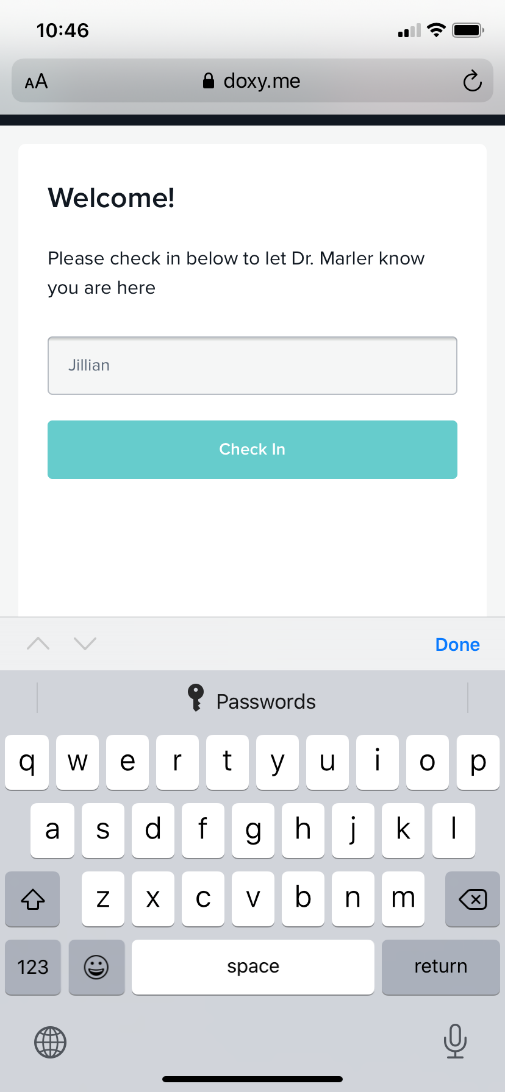 10:46
AA doxy.me
Welcome!
Please check in below to let Dr. Marler know
you are here
Jillian
Check In
Done
Passwords
q w e r t y u i o p
a s d f g h j k l
z x c v b n m
123 space return